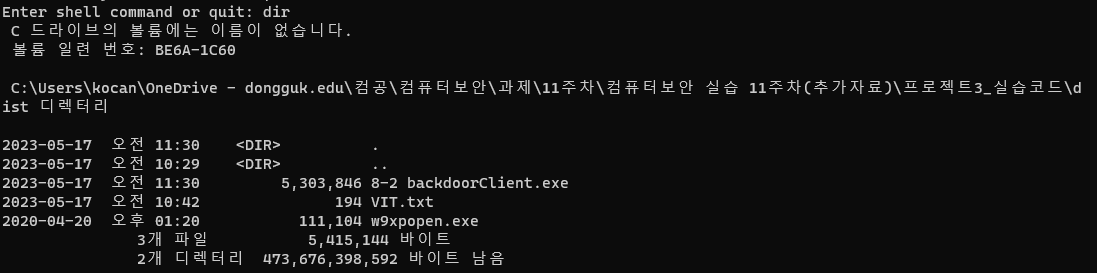 Enter shell command or quit: dir
C 드라이브의 볼륨에는 이름이 없습니다.
볼륨 일련 번호: BE6A-1C60
C:\Users\kocan\OneDrive - dongguk.edu\컴공\컴퓨터보안\과제\11주차\컴퓨터보안 실습 11주차(추가자료)\프로젝트3_실습코드\d
ist 디렉터리
2023-05-17  오전 11:30    <DIR>          .
2023-05-17  오전 10:29    <DIR>          ..
2023-05-17  오전 11:30         5,303,846 8-2 backdoorClient.exe
2023-05-17  오전 10:42               194 VIT.txt
2020-04-20  오후 01:20           111,104 w9xpopen.exe
3개 파일           5,415,144 바이트
2개 디렉터리  473,676,398,592 바이트 남음